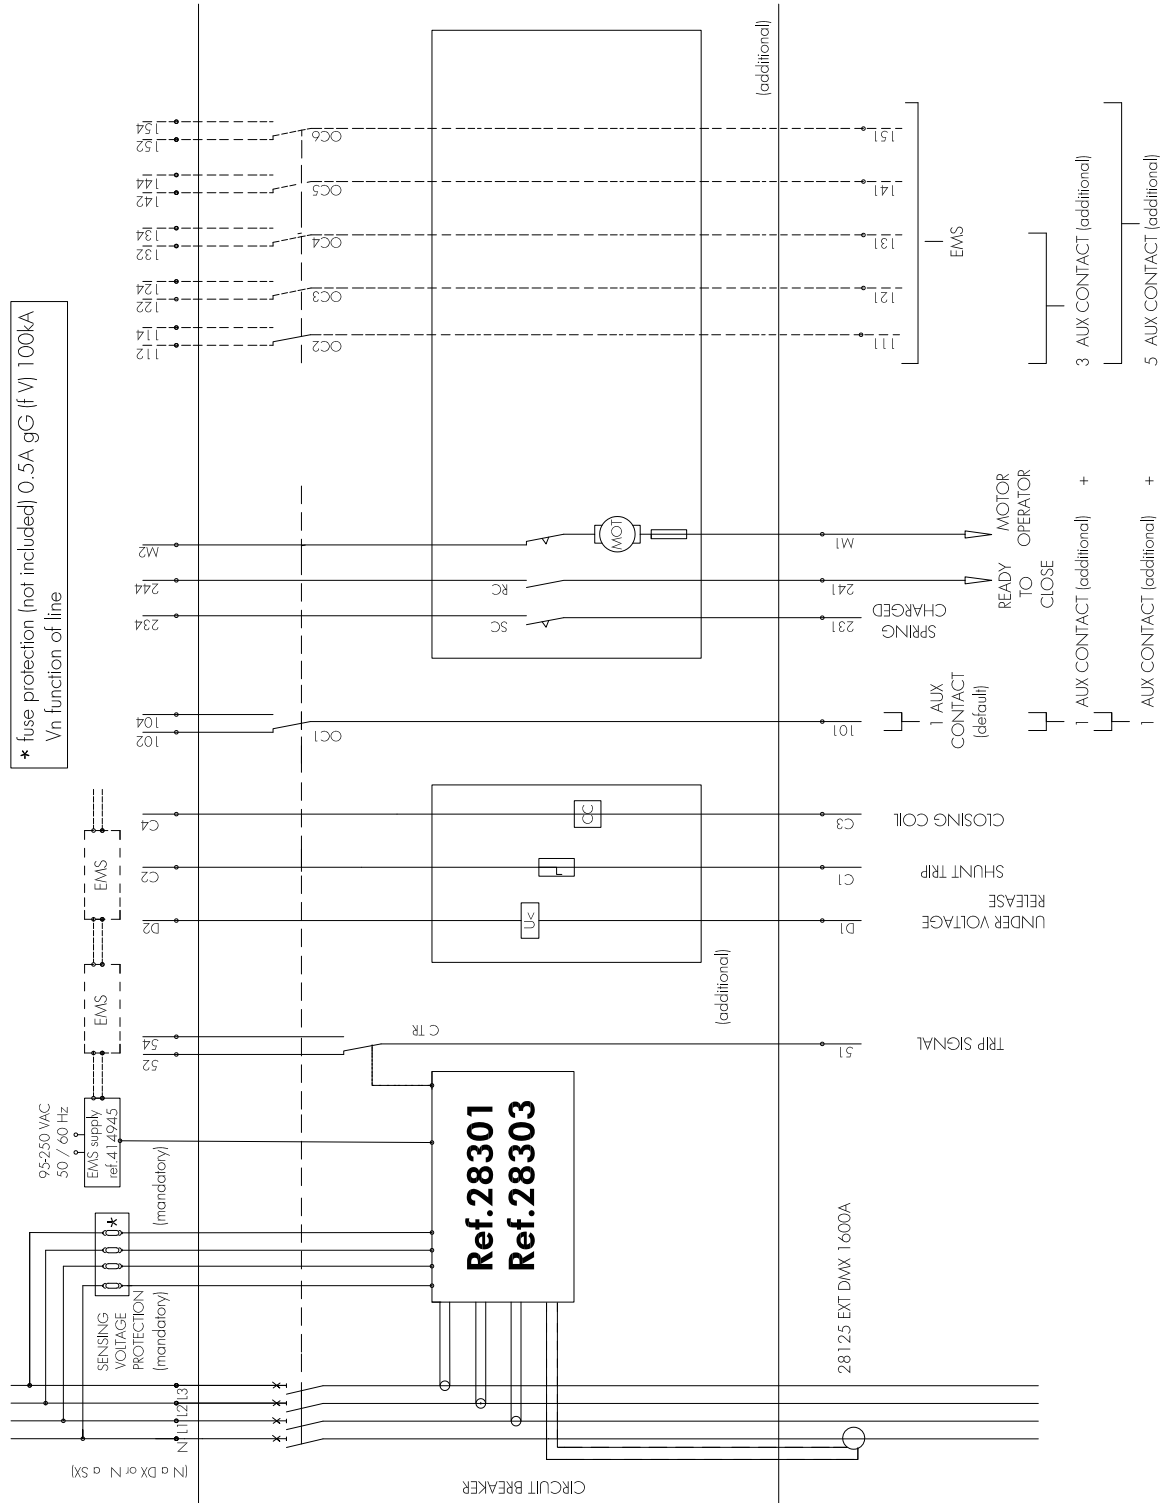 * fuse protection (not included) 0.5A gG (f V) 100kA
Vn function of line
95-250 VAC
50 / 60 Hz
EMS supply
ref.414945
(mandatory)
EMS
EMS
SENSING
VOLTAGE
PROTECTION
(mandatory)
*
(N a DX or N a SX)
N
L1
L2
L3
52
54
D2
C2
C4
102
104
234
244
M2
112
114
122
124
132
134
142
144
152
154
C TR
OC1
OC2
OC3
OC4
OC5
OC6
Ref.28301
Ref.28303
U<
CC
SC
RC
MOT
(additional)
(additional)
51
D1
C1
C3
101
231
241
M1
111
121
131
141
151
TRIP SIGNAL
UNDER VOLTAGE
RELEASE
SHUNT TRIP
CLOSING COIL
1 AUX
CONTACT
(default)
SPRING
CHARGED
READY
TO
CLOSE
MOTOR
OPERATOR
EMS
1 AUX CONTACT (additional) +
3 AUX CONTACT (additional)
1 AUX CONTACT (additional) +
5 AUX CONTACT (additional)
CIRCUIT BREAKER
28125 EXT DMX 1600A